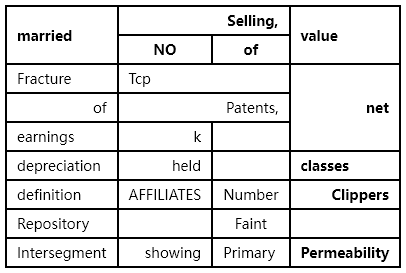 married Selling, value
NO of
Fracture Tcp net
of Patents,
earnings k
depreciation held classes
definition AFFILIATES Number Clippers
Repository Faint
Intersegment showing Primary Permeability